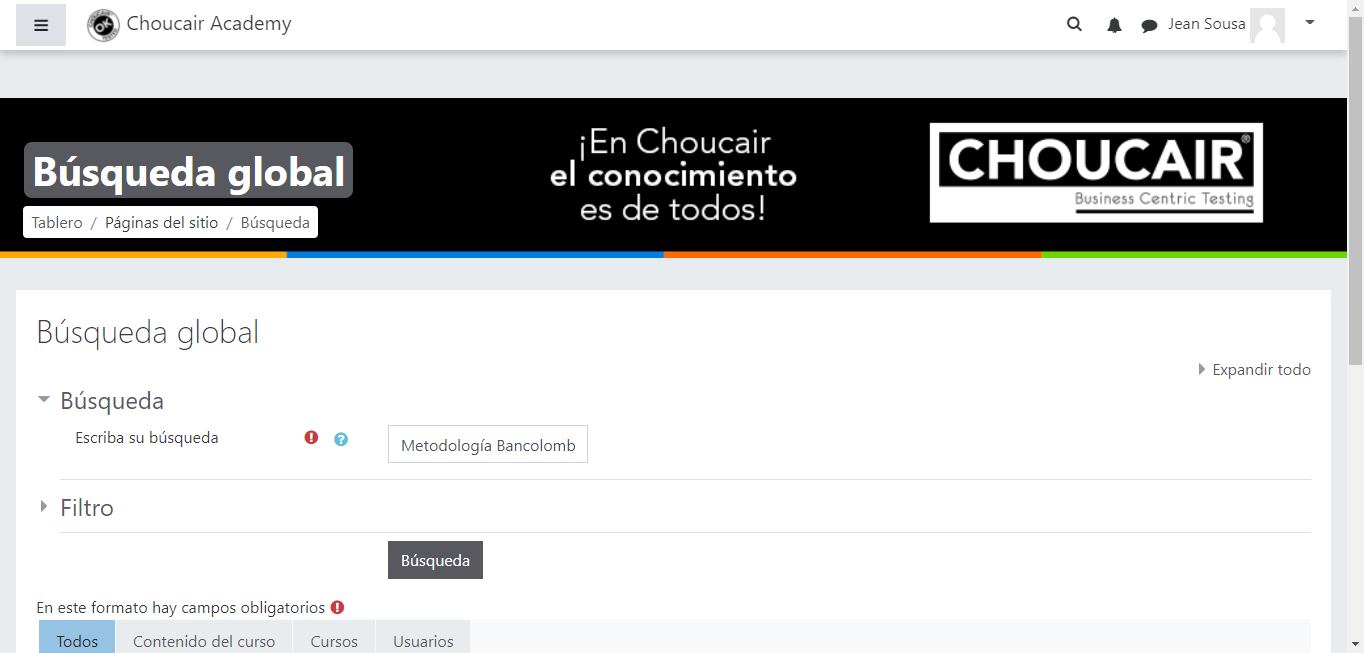 Choucair Academy
Jean Sousa
Búsqueda global
Tablero / Páginas del sitio / Búsqueda
¡En Choucair
el conocimiento
es de todos!
CHOUCAIR®
Business Centric Testing
Búsqueda global
Expandir todo
Búsqueda
Escriba su búsqueda
Metodología Bancolomb
Filtro
Búsqueda
En este formato hay campos obligatorios
Todos Contenido del curso Cursos Usuarios